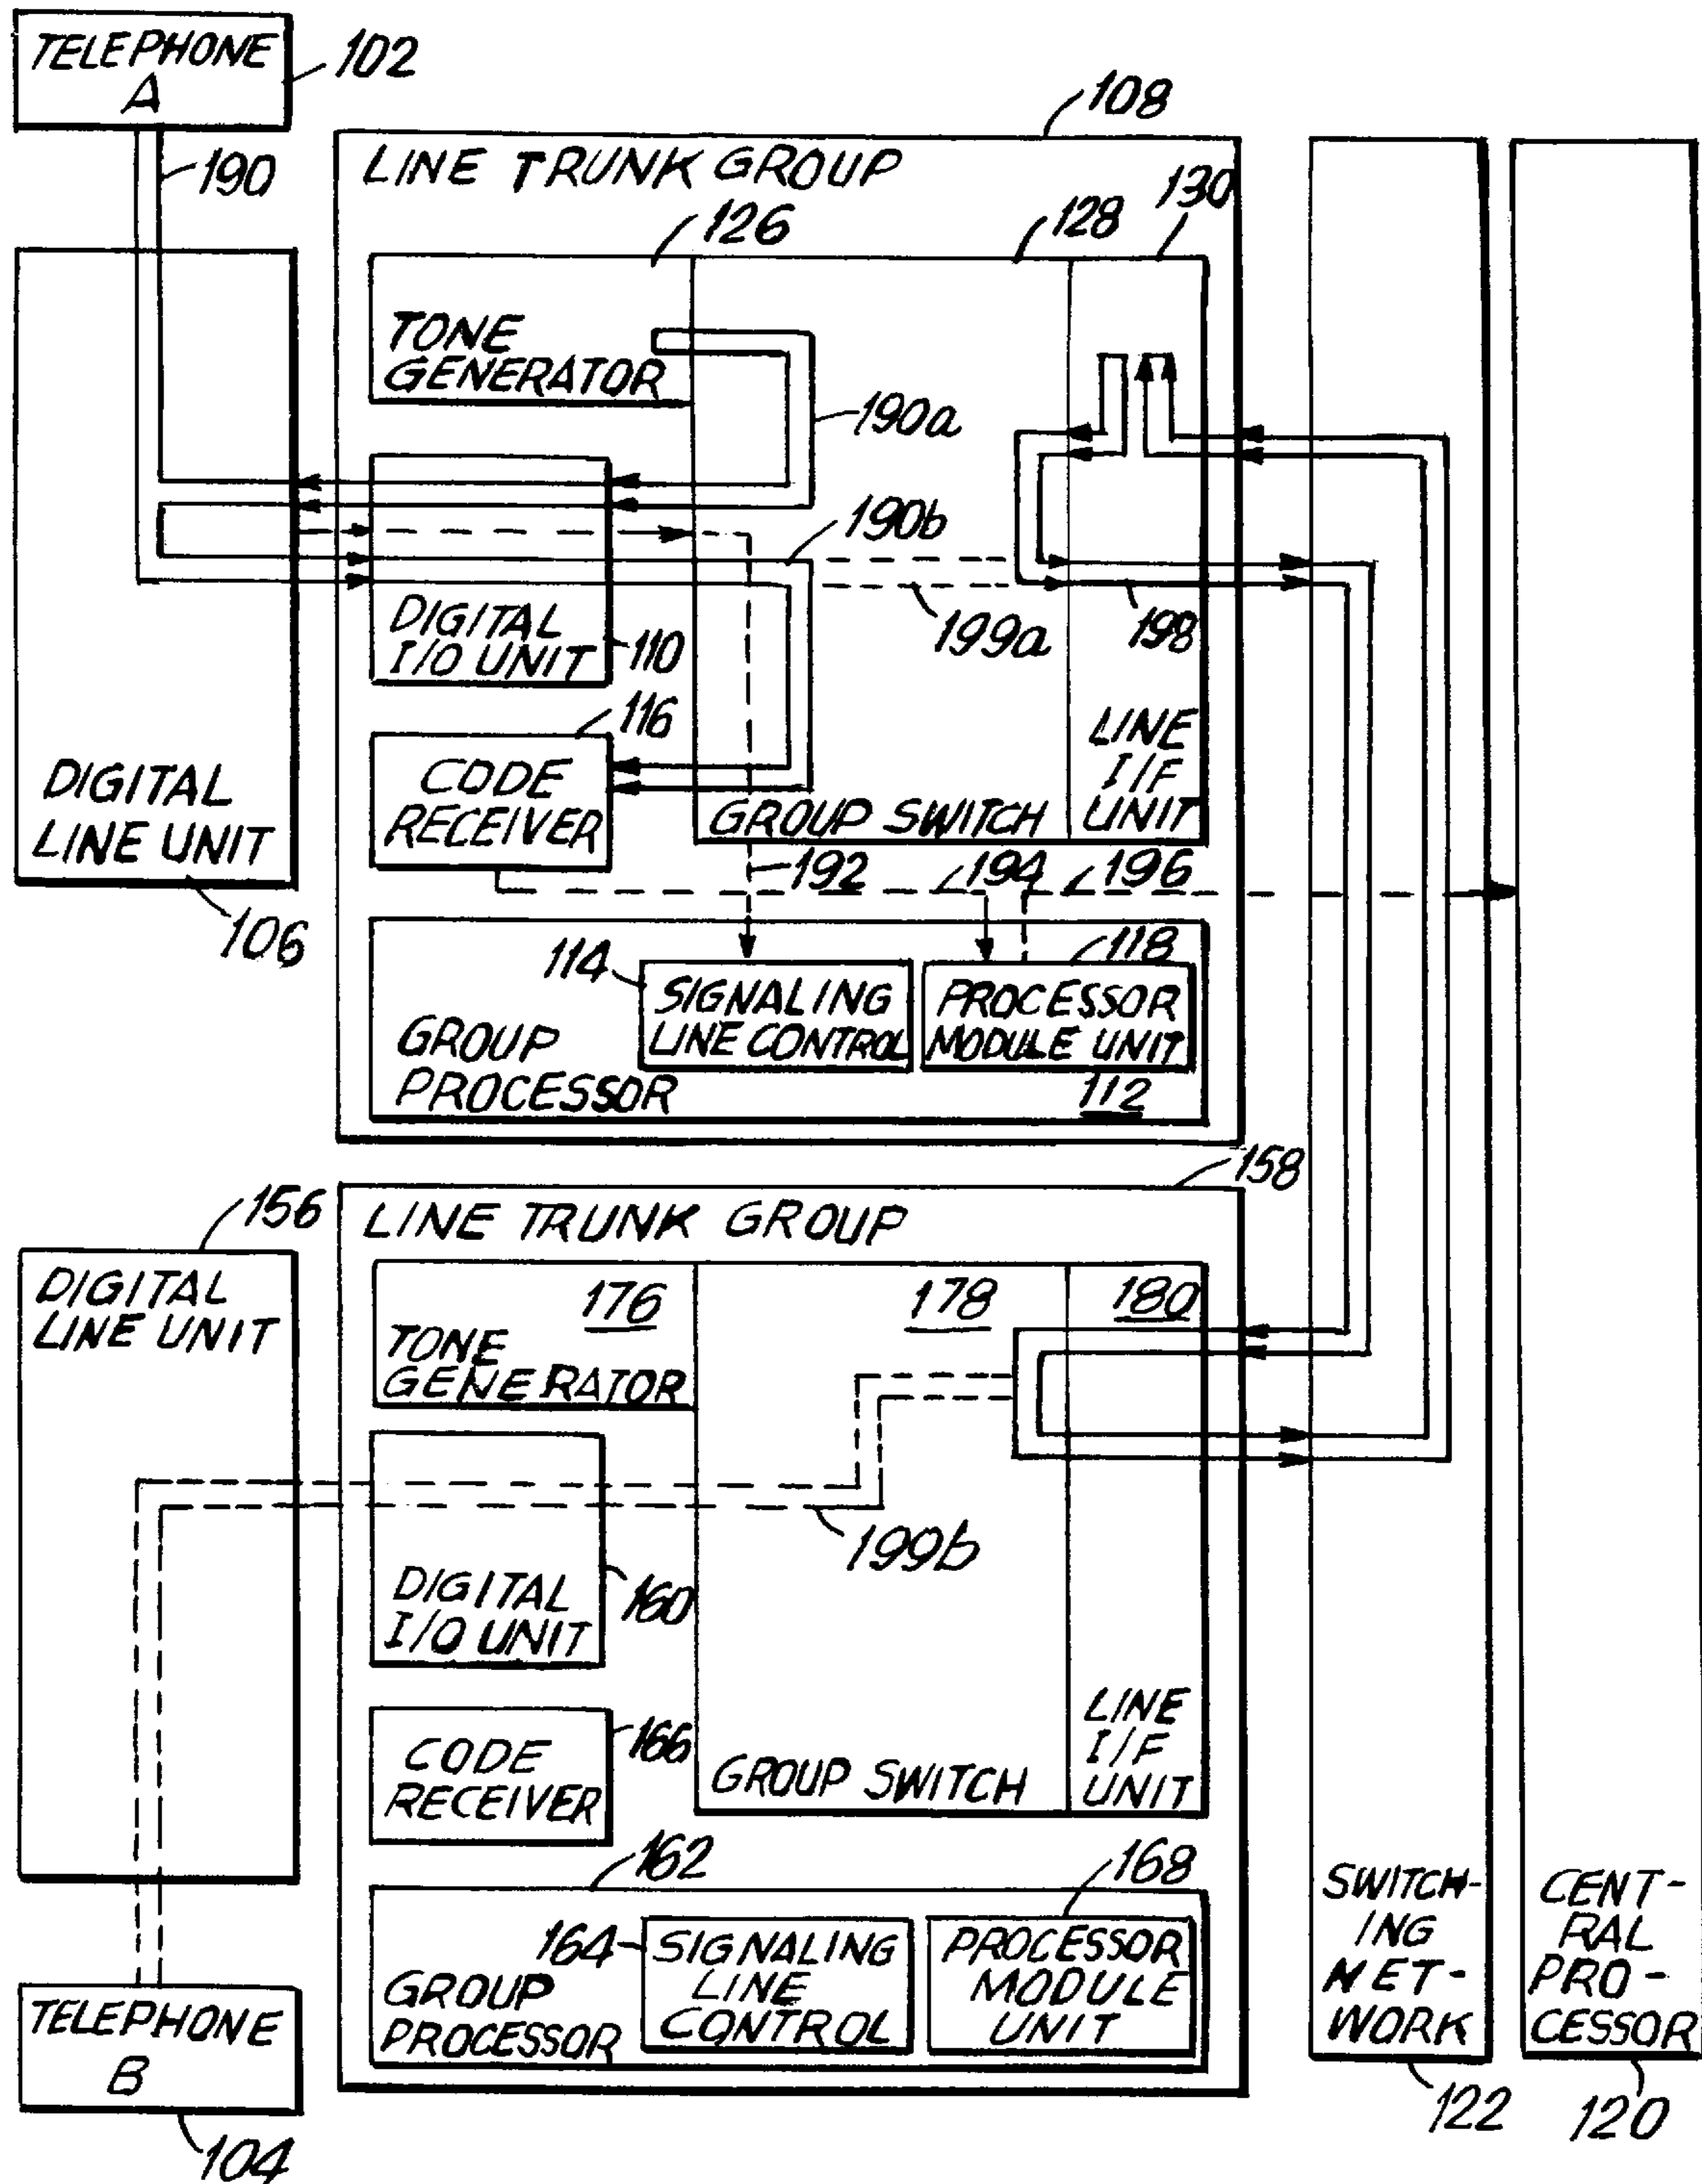 TELEPHONE
A
102
190
108
LINE TRUNK GROUP
126
128
130
TONE
GENERATOR
190a
190b
199a
198
DIGITAL
I/O UNIT
110
116
CODE
RECEIVER
GROUP SWITCH
LINE
I/F
UNIT
DIGITAL
LINE UNIT
106
192
194
196
114
118
SIGNALING
LINE CONTROL
PROCESSOR
MODULE UNIT
GROUP
PROCESSOR
112
158
156
DIGITAL
LINE UNIT
LINE TRUNK GROUP
176
178
180
TONE
GENERATOR
199b
DIGITAL
I/O UNIT
160
CODE
RECEIVER
166
GROUP SWITCH
LINE
I/F
UNIT
162
168
164
SIGNALING
LINE
CONTROL
PROCESSOR
MODULE
UNIT
GROUP
PROCESSOR
TELEPHONE
B
104
SWITCH-
ING
NET-
WORK
122
CENT-
RAL
PRO-
CESSOR
120